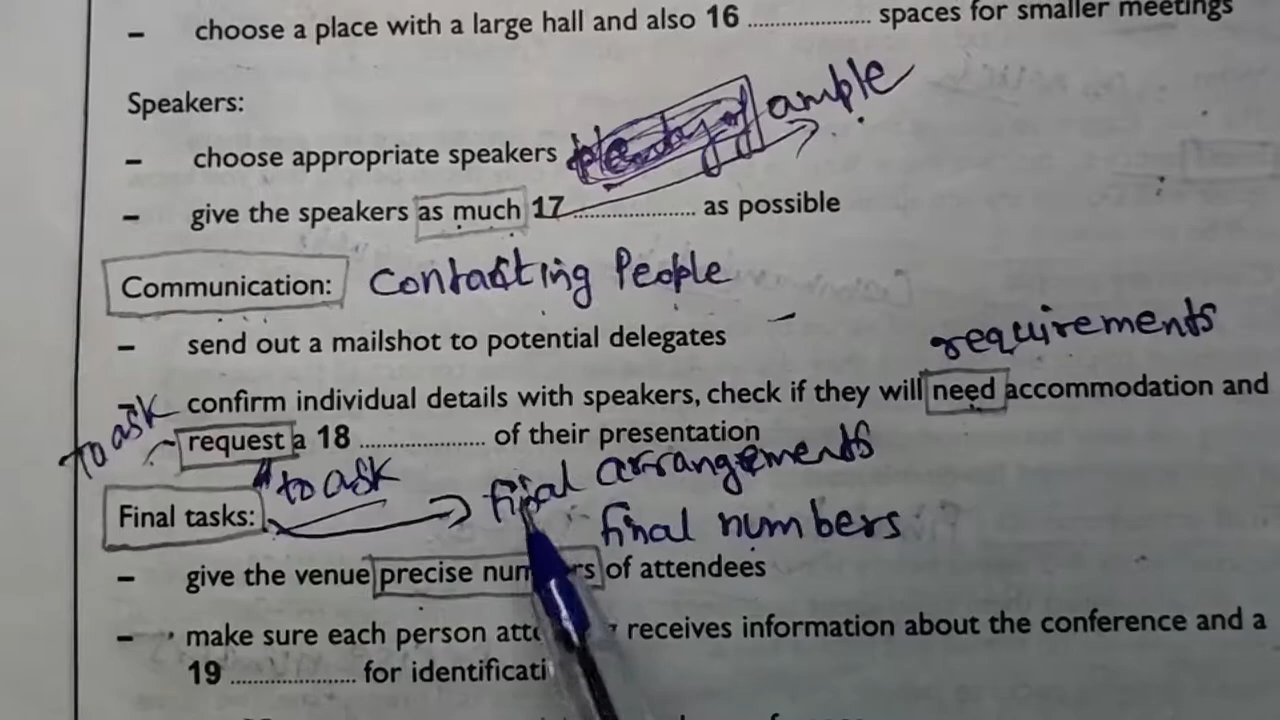 – choose a place with a large hall and also 16 .................... spaces for smaller meetings
Speakers:
ample
– choose appropriate speakers
– give the speakers as much 17 .................... as possible
Communication: Contacting People
– send out a mailshot to potential delegates
requirements
– confirm individual details with speakers, check if they will need accommodation and
to ask
request a 18 .................... of their presentation
"to ask
final arrangements
Final tasks:
final numbers
– give the venue precise of attendees
– make sure each person receives information about the conference and a
19 .................... for